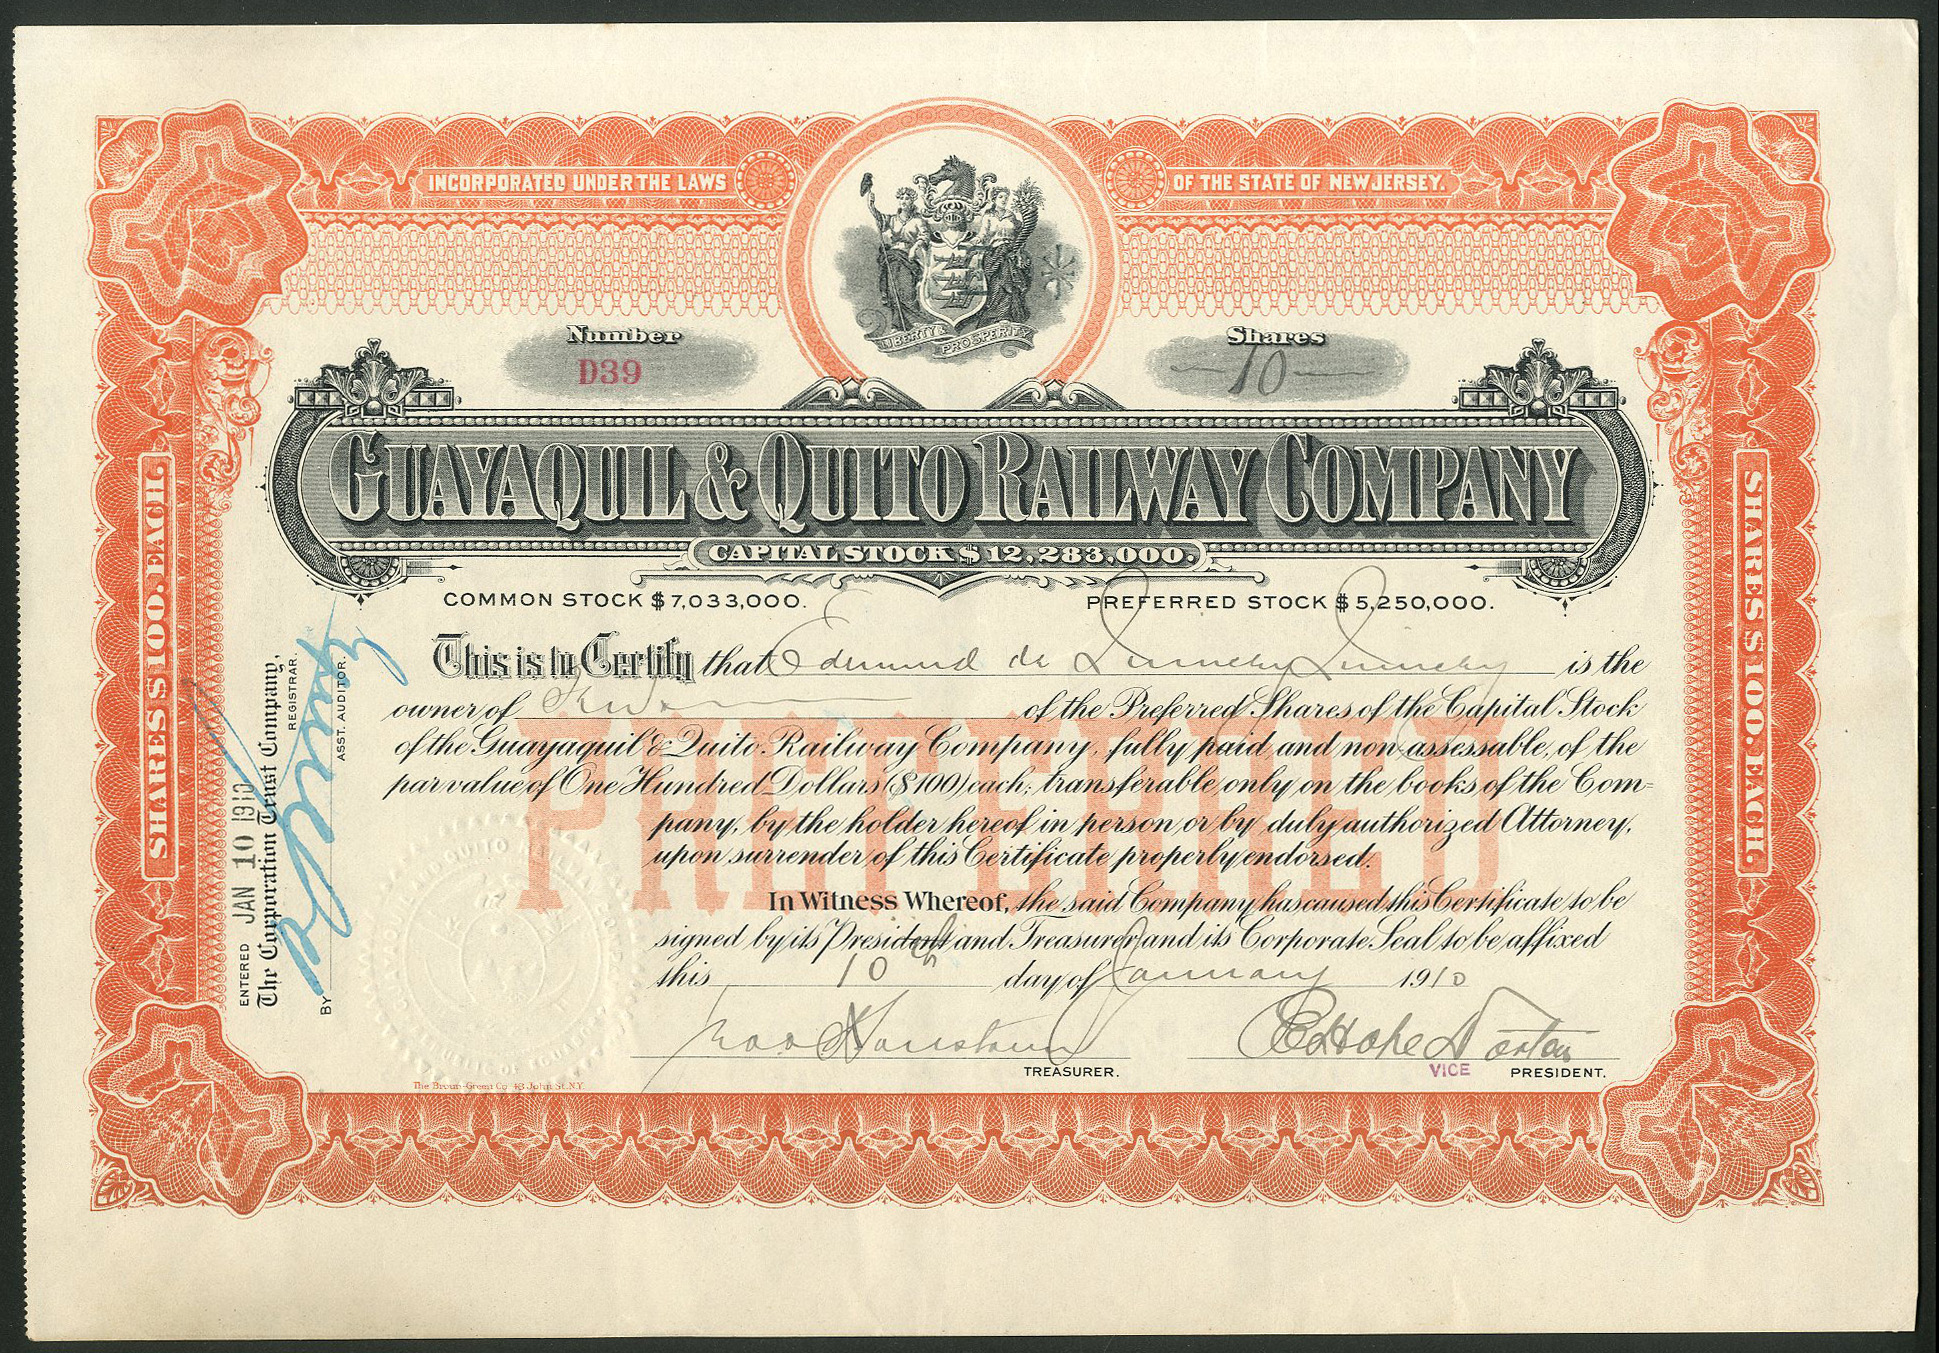 INCORPORATED UNDER THE LAWS OF THE STATE OF NEW JERSEY.
LIBERTY & PROSPERITY
Number
D39
Shares
10
GUAYAQUIL & QUITO RAILWAY COMPANY
CAPITAL STOCK $12,283,000.
COMMON STOCK $7,033,000. PREFERRED STOCK $5,250,000.
This is to Certify that Edmund de is the
owner of of the Preferred Shares of the Capital Stock
of the Guayaquil & Quito Railway Company, fully paid and non-assessable, of the
par value of One Hundred Dollars ($100) each; transferable only on the books of the Com-
pany, by the holder hereof in person or by duly authorized Attorney,
upon surrender of this Certificate properly endorsed.
PREFERRED
In Witness Whereof, the said Company has caused this Certificate to be
signed by its President and Treasurer and its Corporate Seal to be affixed
this 10 day of January 1910
E Hope Norton
TREASURER.
VICE PRESIDENT.
The Broun-Green Co. 48 John St. N.Y.
SHARES $100. EACH.
SHARES $100. EACH.
ENTERED JAN 10 1910
The Corporation Trust Company,
REGISTRAR.
BY
ASST. AUDITOR.